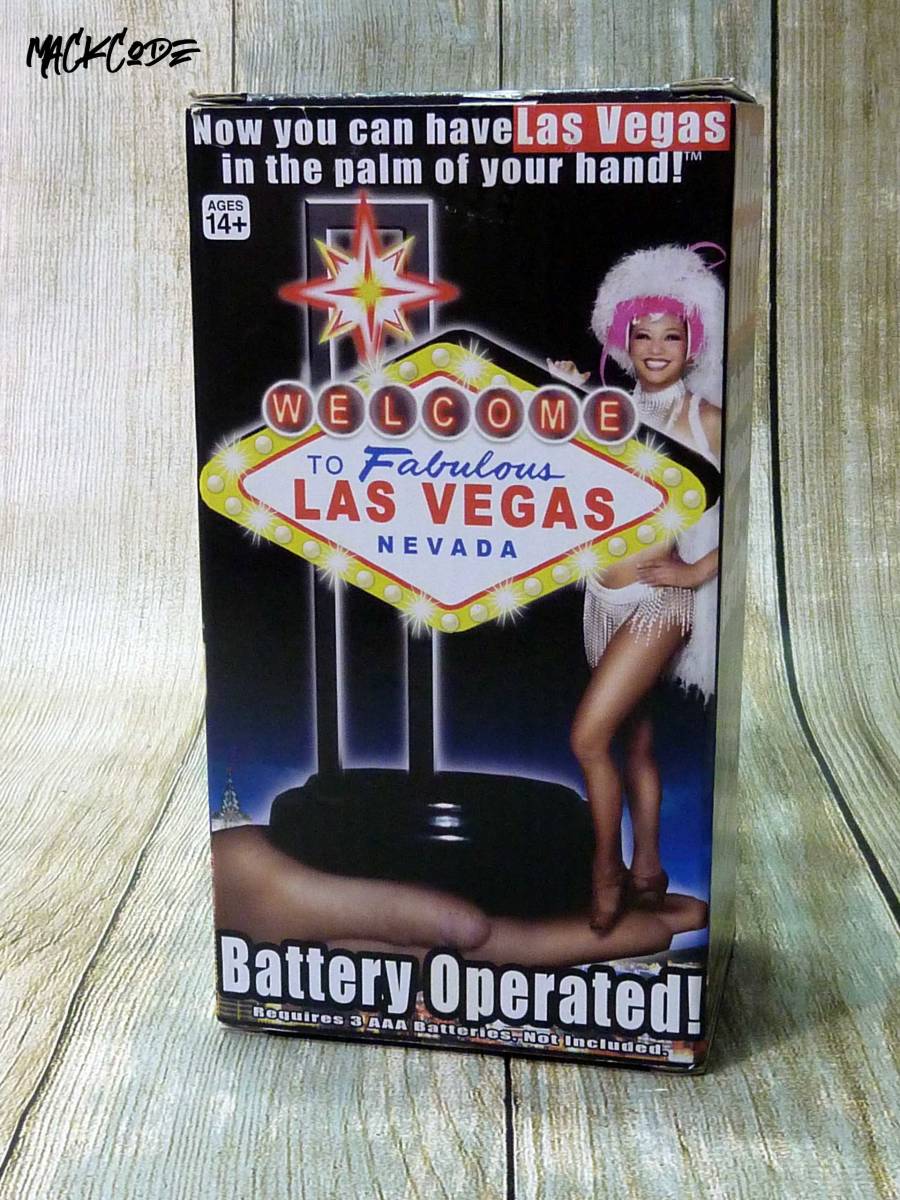 MACKCODE
Now you can have Las Vegas
in the palm of your hand!™
AGES
14+
WELCOME
TO Fabulous
LAS VEGAS
NEVADA
Battery Operated!
Requires 3 AAA Batteries. Not Included.